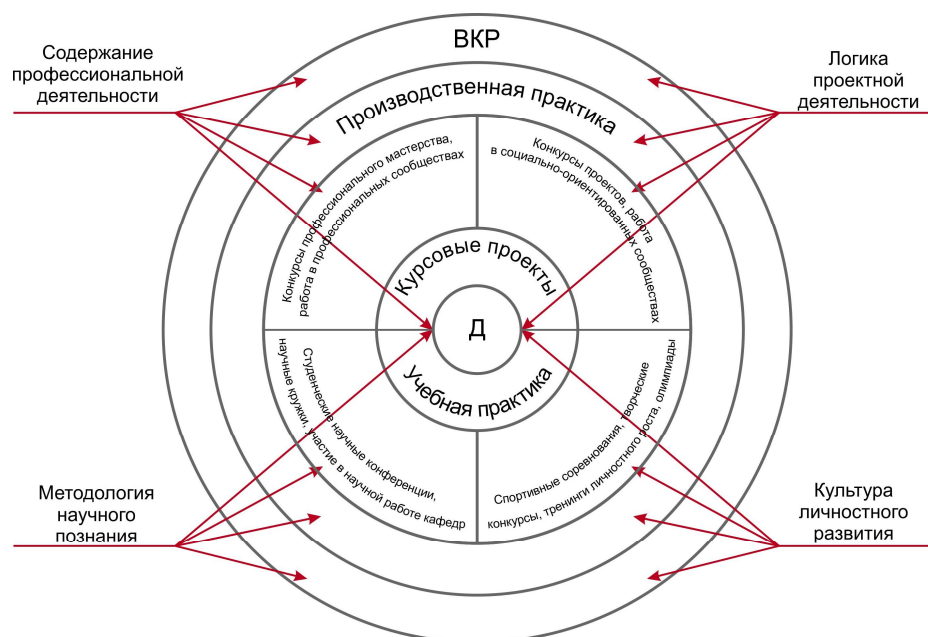 ВКР
Содержание
профессиональной
деятельности
Логика
проектной
деятельности
Производственная практика
Конкурсы профессионального мастерства,
работа в профессиональных сообществах
Конкурсы проектов, работа
в социально-ориентированных сообществах
Курсовые проекты
Д
Учебная практика
Студенческие научные конференции,
научные кружки, участие в научной работе кафедр
Спортивные соревнования, творческие
конкурсы, тренинги личностного роста, олимпиады
Методология
научного
познания
Культура
личностного
развития